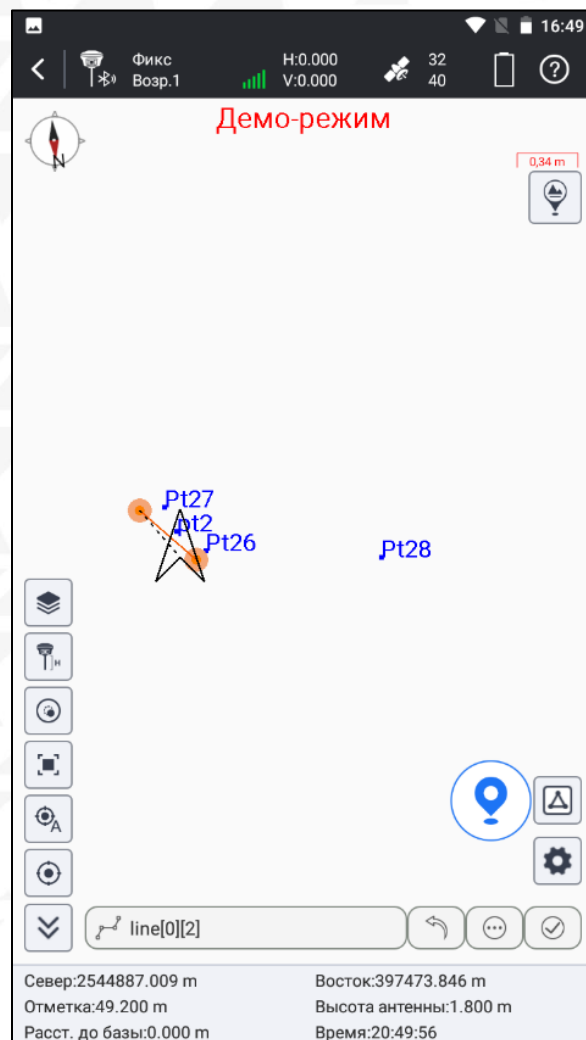 16:49
Фикс
Возр.1
H:0.000
V:0.000
32
40
Демо-режим
N
0,34 m
Pt27
pt2
Pt26
Pt28
H
A
line[0][2]
Север:2544887.009 m
Восток:397473.846 m
Отметка:49.200 m
Высота антенны:1.800 m
Расст. до базы:0.000 m
Время:20:49:56